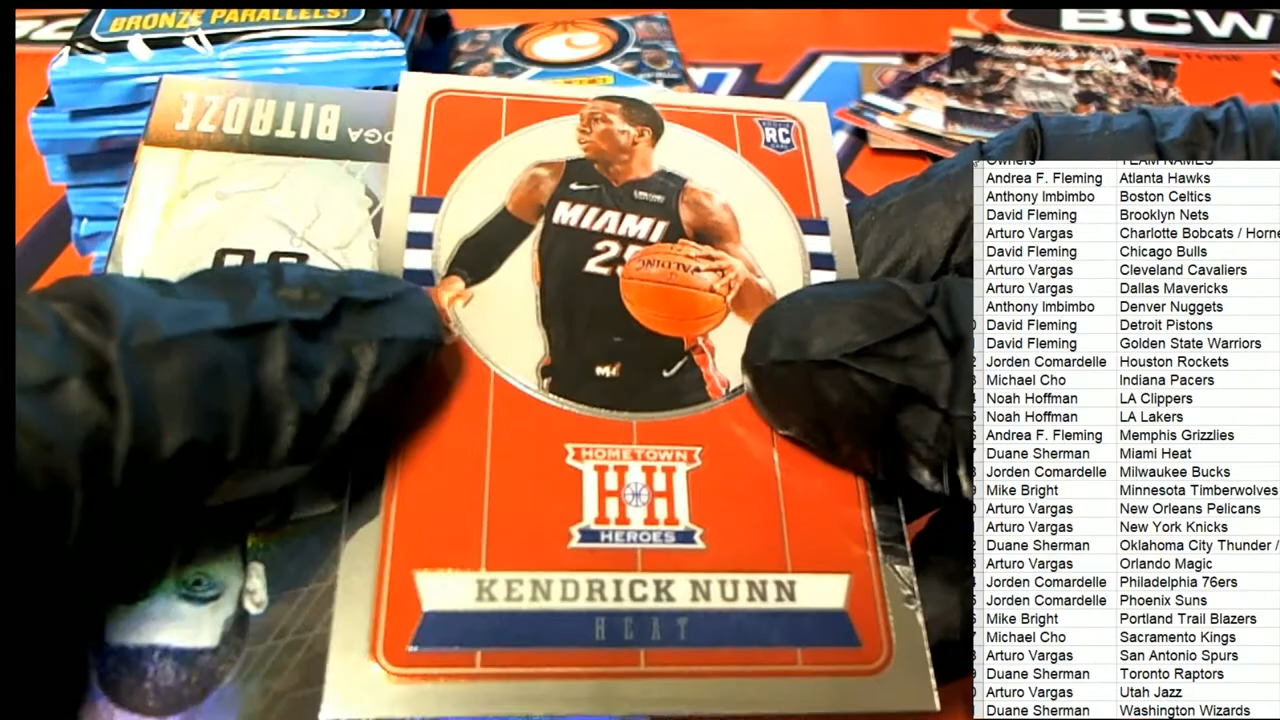 BRONZE PARALLELS!
BCW
BITADZE
GOGA
ROOKIE
RC
CARD
MIAMI
25
SPALDING
HOMETOWN
HH
HEROES
KENDRICK NUNN
HEAT
Owners TEAM NAMES
Andrea F. Fleming Atlanta Hawks
Anthony Imbimbo Boston Celtics
David Fleming Brooklyn Nets
Arturo Vargas Charlotte Bobcats / Horne
David Fleming Chicago Bulls
Arturo Vargas Cleveland Cavaliers
Arturo Vargas Dallas Mavericks
Anthony Imbimbo Denver Nuggets
David Fleming Detroit Pistons
David Fleming Golden State Warriors
Jorden Comardelle Houston Rockets
Michael Cho Indiana Pacers
Noah Hoffman LA Clippers
Noah Hoffman LA Lakers
Andrea F. Fleming Memphis Grizzlies
Duane Sherman Miami Heat
Jorden Comardelle Milwaukee Bucks
Mike Bright Minnesota Timberwolves
Arturo Vargas New Orleans Pelicans
Arturo Vargas New York Knicks
Duane Sherman Oklahoma City Thunder /
Arturo Vargas Orlando Magic
Jorden Comardelle Philadelphia 76ers
Jorden Comardelle Phoenix Suns
Mike Bright Portland Trail Blazers
Michael Cho Sacramento Kings
Arturo Vargas San Antonio Spurs
Duane Sherman Toronto Raptors
Arturo Vargas Utah Jazz
Duane Sherman Washington Wizards